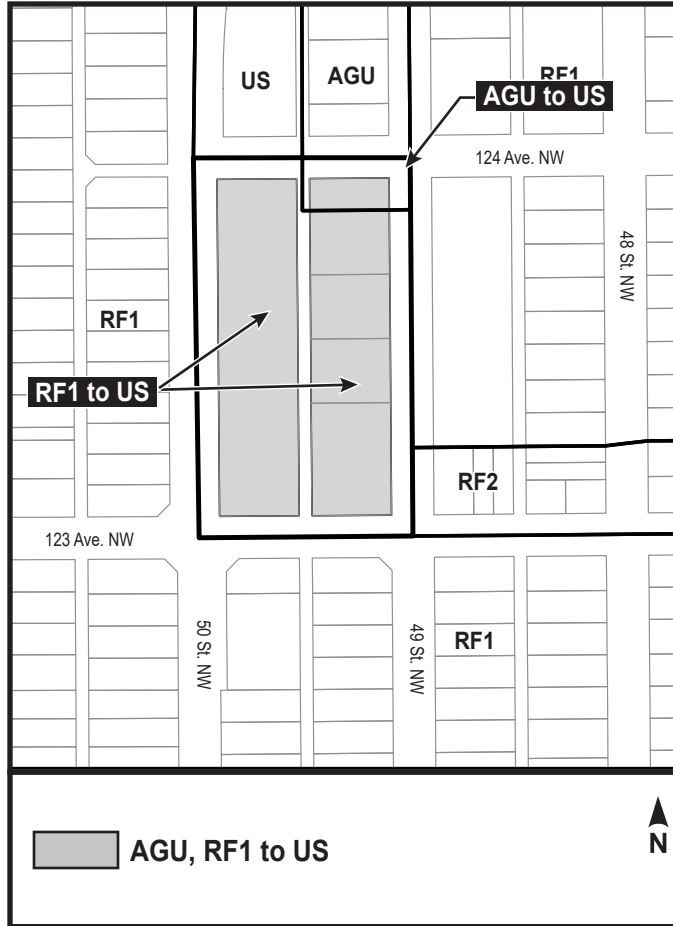 US
AGU
RF1
AGU to US
124 Ave. NW
48 St. NW
RF1
RF1 to US
RF2
123 Ave. NW
50 St. NW
49 St. NW
RF1
AGU, RF1 to US
N